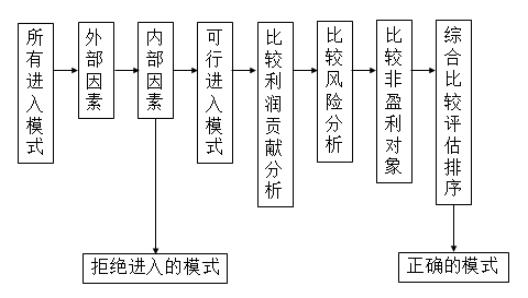 所有进入模式
外部因素
内部因素
可行进入模式
比较利润贡献分析
比较风险分析
比较非盈利对象
综合比较评估排序
拒绝进入的模式
正确的模式